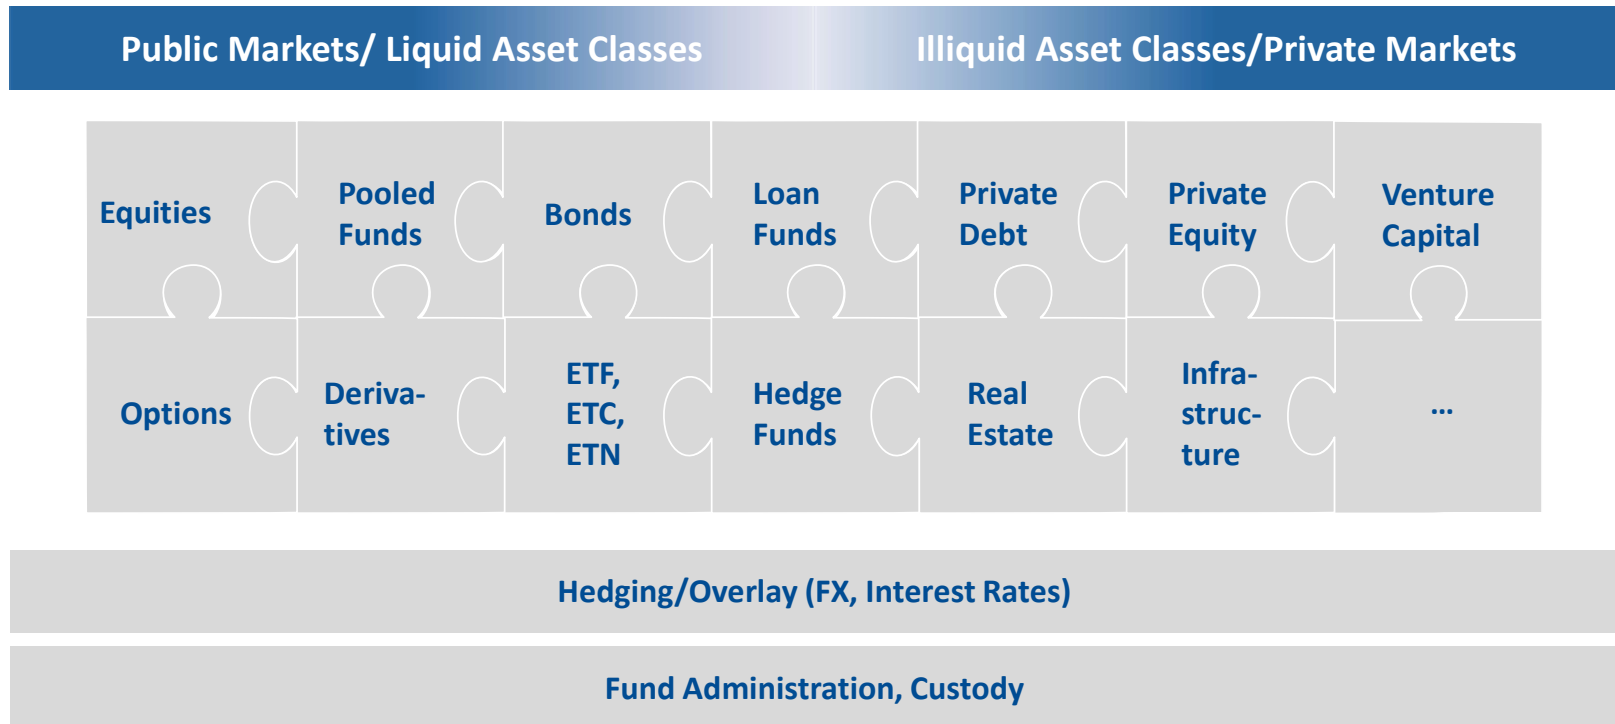 Public Markets/ Liquid Asset Classes
Illiquid Asset Classes/Private Markets
Equities
Pooled
Funds
Bonds
Loan
Funds
Private
Debt
Private
Equity
Venture
Capital
Options
Deriva-
tives
ETF,
ETC,
ETN
Hedge
Funds
Real
Estate
Infra-
struc-
ture
...
Hedging/Overlay (FX, Interest Rates)
Fund Administration, Custody